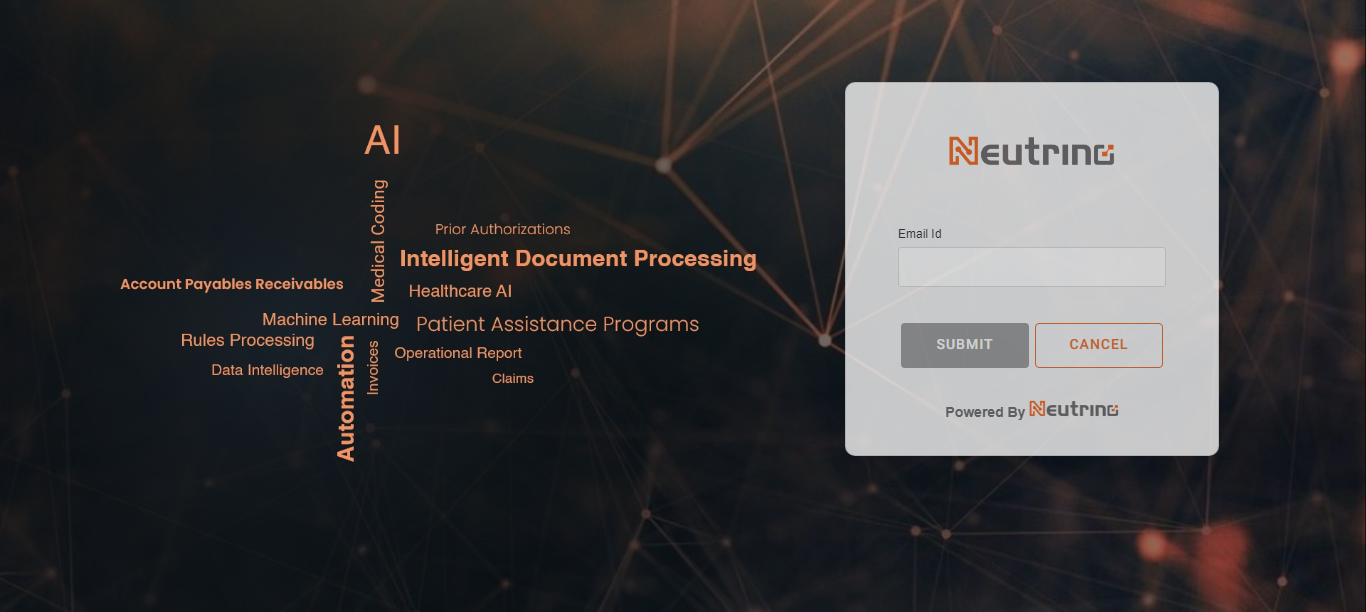 AI
Medical Coding
Prior Authorizations
Intelligent Document Processing
Account Payables Receivables
Healthcare AI
Machine Learning
Patient Assistance Programs
Rules Processing
Operational Report
Data Intelligence
Automation
Invoices
Claims
Neutrino
Email Id
SUBMIT
CANCEL
Powered By Neutrino